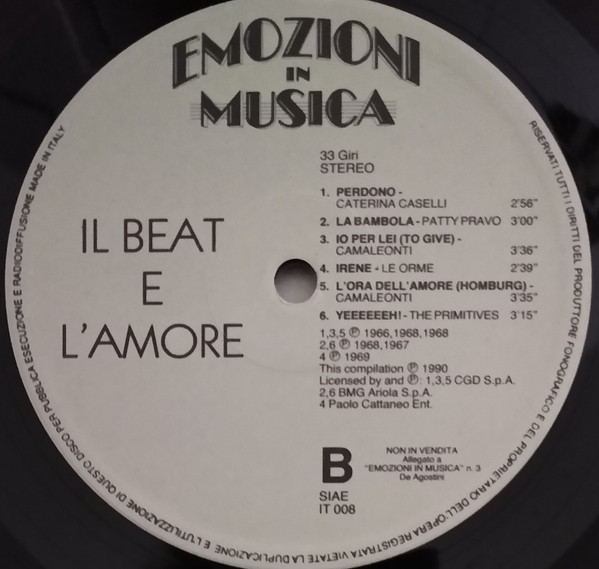 EMOZIONI
IN
MUSICA
33 Giri
STEREO
1. PERDONO -
CATERINA CASELLI 2'56"
2. LA BAMBOLA - PATTY PRAVO 3'00"
3. IO PER LEI (TO GIVE) -
CAMALEONTI 3'36"
4. IRENE - LE ORME 2'39"
5. L'ORA DELL'AMORE (HOMBURG) -
CAMALEONTI 3'35"
6. YEEEEEEH! - THE PRIMITIVES 3'15"
1,3,5 ℗ 1966,1968,1968
2,6 ℗ 1968,1967
4 ℗ 1969
This compilation ℗ 1990
Licensed by and ℗: 1,3,5 CGD S.p.A.
2,6 BMG Ariola S.p.A.
4 Paolo Cattaneo Ent.
IL BEAT
E
L'AMORE
B
SIAE
IT 008
NON IN VENDITA
Allegato a
"EMOZIONI IN MUSICA" n. 3
De Agostini
RISERVATI TUTTI I DIRITTI DEL PRODUTTORE FONOGRAFICO E DEL PROPRIETARIO DELL'OPERA REGISTRATA VIETATE LA DUPLICAZIONE E L'UTILIZZAZIONE DI QUESTO DISCO PER PUBBLICA ESECUZIONE E RADIODIFFUSIONE MADE IN ITALY